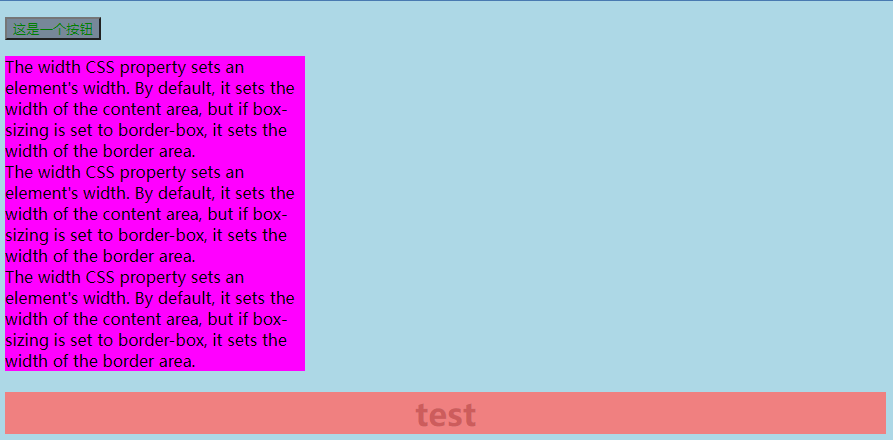 这是一个按钮
The width CSS property sets an
element's width. By default, it sets the
width of the content area, but if box-
sizing is set to border-box, it sets the
width of the border area.
The width CSS property sets an
element's width. By default, it sets the
width of the content area, but if box-
sizing is set to border-box, it sets the
width of the border area.
The width CSS property sets an
element's width. By default, it sets the
width of the content area, but if box-
sizing is set to border-box, it sets the
width of the border area.
test